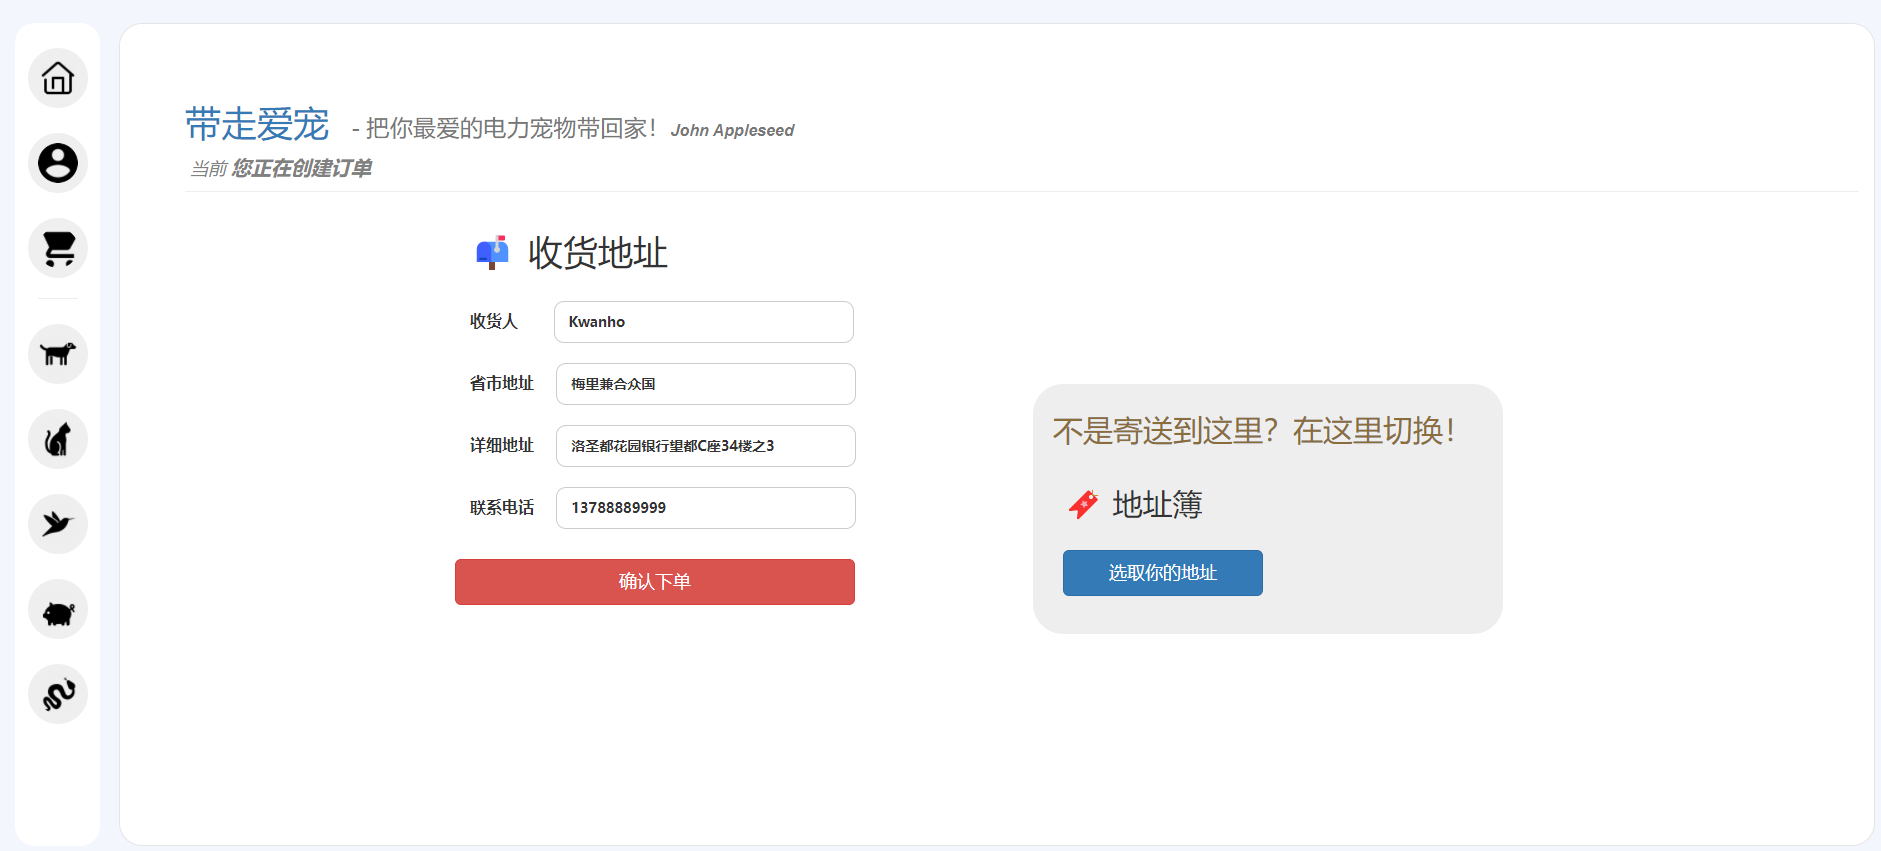 带走爱宠 - 把你最爱的电力宠物带回家！John Appleseed
当前 您正在创建订单
收货地址
收货人 Kwanho
省市地址 梅里兼合众国
详细地址 洛圣都花园银行望都C座34楼之3
联系电话 13788889999
确认下单
不是寄送到这里？在这里切换！
地址簿
选取你的地址